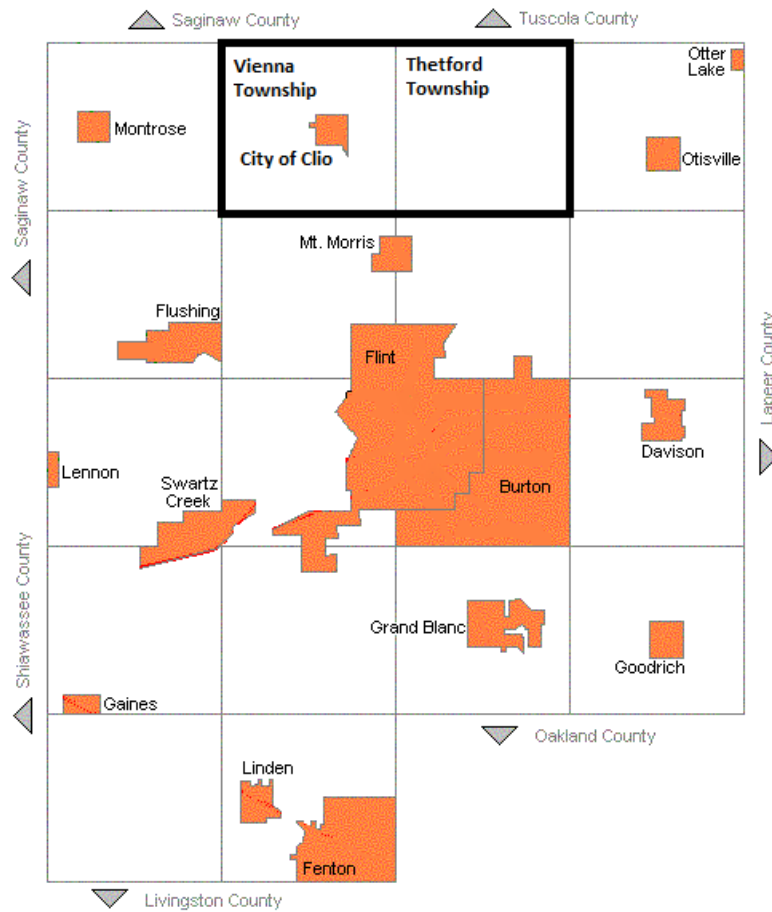 Saginaw County
Tuscola County
Vienna
Township
Thetford
Township
Otter
Lake
Montrose
City of Clio
Otisville
Saginaw County
Mt. Morris
Flushing
Flint
Lapeer County
Lennon
Swartz
Creek
Burton
Davison
Shiawassee County
Grand Blanc
Goodrich
Gaines
Oakland County
Linden
Fenton
Livingston County